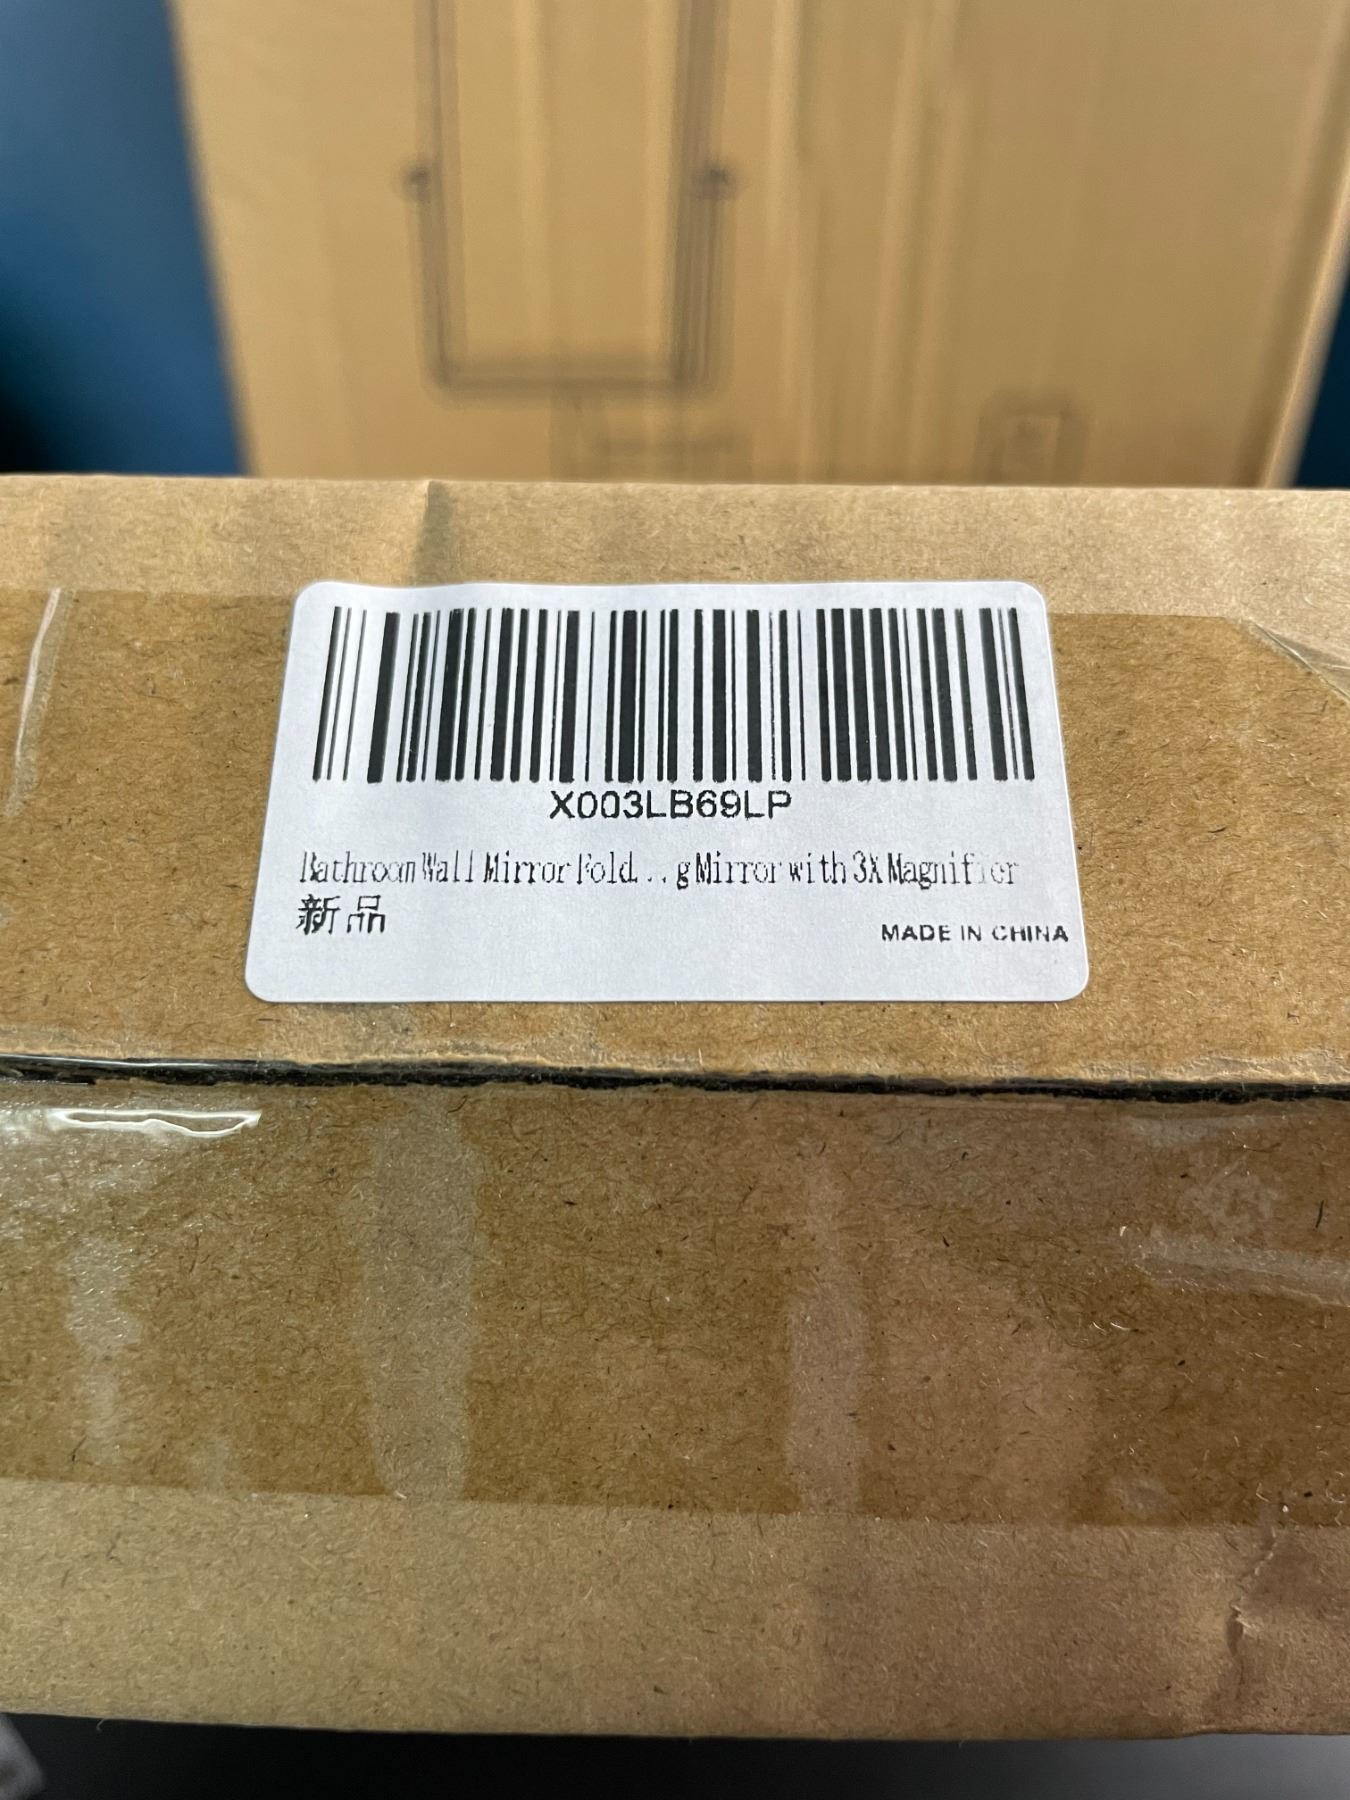 X003LB69LP
Bathroom Wall Mirror Fold...g Mirror with 3X Magnifier
新品
MADE IN CHINA